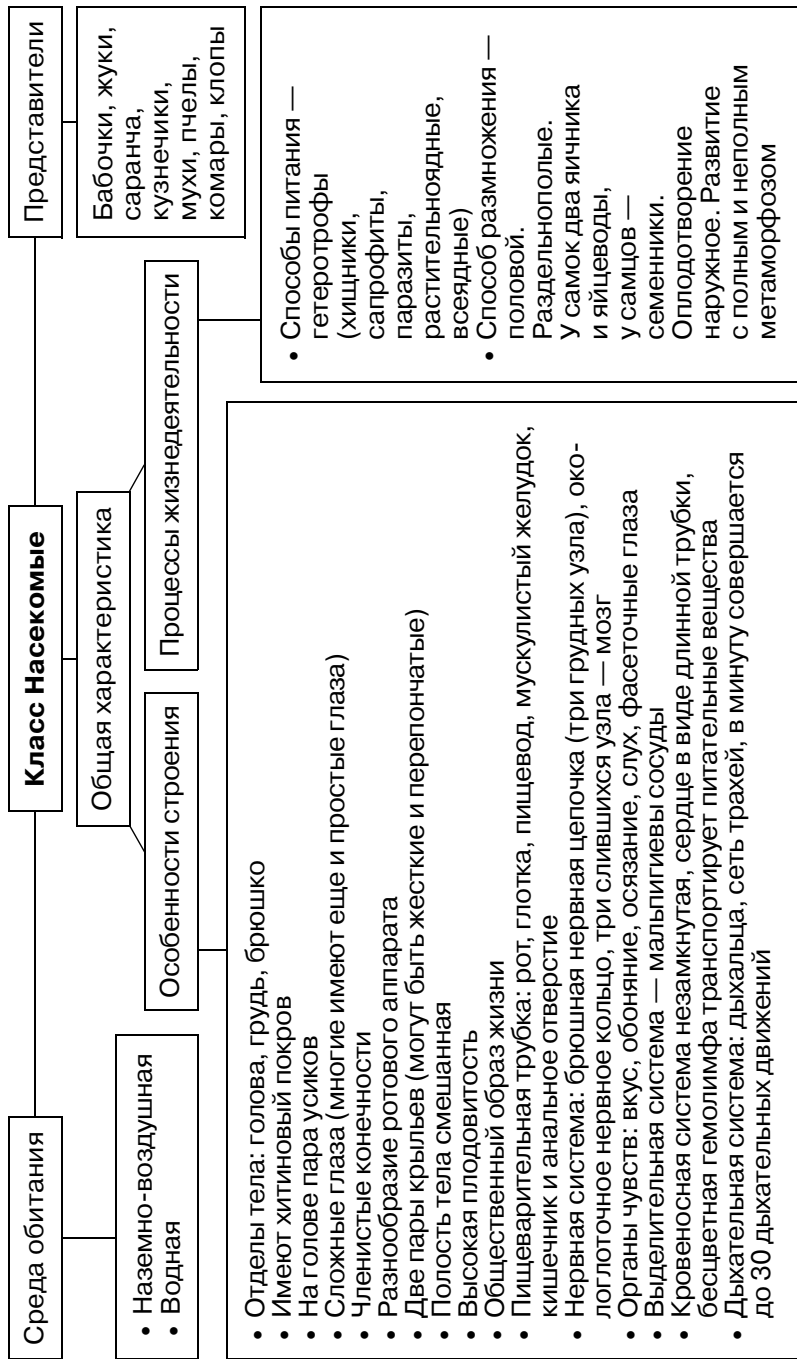 Класс Насекомые
Среда обитания
Общая характеристика
Представители
• Наземно-воздушная
• Водная
Особенности строения
Процессы жизнедеятельности
Бабочки, жуки,
саранча,
кузнечики,
мухи, пчелы,
комары, клопы
• Отделы тела: голова, грудь, брюшко
• Имеют хитиновый покров
• На голове пара усиков
• Сложные глаза (многие имеют еще и простые глаза)
• Членистые конечности
• Разнообразие ротового аппарата
• Две пары крыльев (могут быть жесткие и перепончатые)
• Полость тела смешанная
• Высокая плодовитость
• Общественный образ жизни
• Пищеварительная трубка: рот, глотка, пищевод, мускулистый желудок,
кишечник и анальное отверстие
• Нервная система: брюшная нервная цепочка (три грудных узла), око-
логлоточное нервное кольцо, три слившихся узла — мозг
• Органы чувств: вкус, обоняние, осязание, слух, фасеточные глаза
• Выделительная система — мальпигиевы сосуды
• Кровеносная система незамкнутая, сердце в виде длинной трубки,
бесцветная гемолимфа транспортирует питательные вещества
• Дыхательная система: дыхальца, сеть трахей, в минуту совершается
до 30 дыхательных движений
• Способы питания —
гетеротрофы
(хищники,
сапрофиты,
паразиты,
растительноядные,
всеядные)
• Способ размножения —
половой.
Раздельнополые.
У самок два яичника
и яйцеводы,
у самцов —
семенники.
Оплодотворение
наружное. Развитие
с полным и неполным
метаморфозом